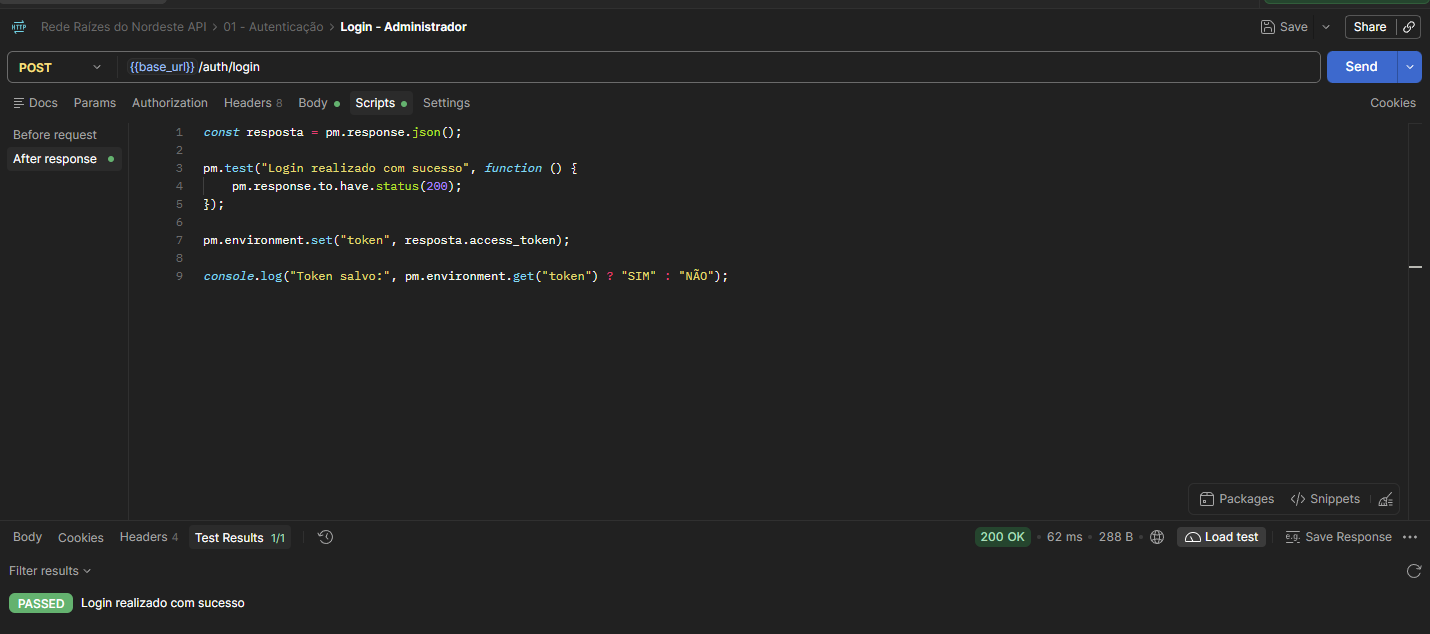 HTTP Rede Raízes do Nordeste API > 01 - Autenticação > Login - Administrador Save Share
POST {{base_url}} /auth/login Send
Docs Params Authorization Headers 8 Body Scripts Settings Cookies
Before request
After response
1 const resposta = pm.response.json();
2
3 pm.test("Login realizado com sucesso", function () {
4 pm.response.to.have.status(200);
5 });
6
7 pm.environment.set("token", resposta.access_token);
8
9 console.log("Token salvo:", pm.environment.get("token") ? "SIM" : "NÃO");
Packages </> Snippets
Body Cookies Headers 4 Test Results 1/1 200 OK • 62 ms • 288 B • Load test e.g. Save Response
Filter results
PASSED Login realizado com sucesso